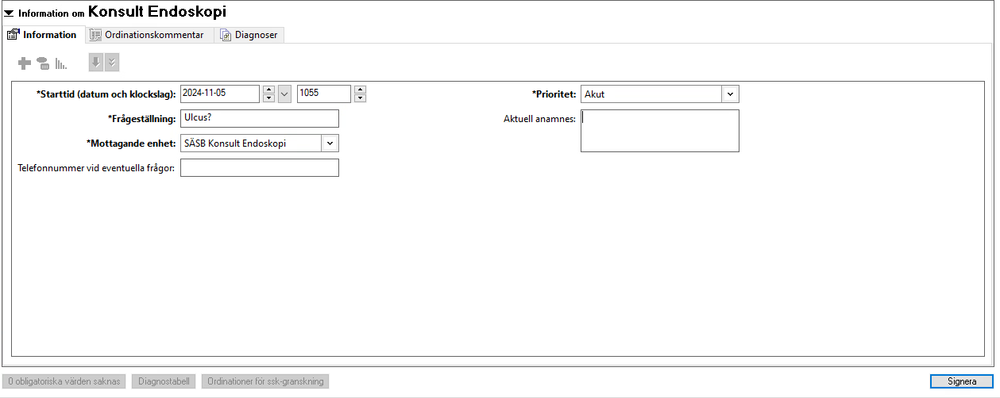 Information om Konsult Endoskopi
Information Ordinationskommentar Diagnoser
*Starttid (datum och klockslag): 2024-11-05 1055 *Prioritet: Akut
*Frågeställning: Ulcus? Aktuell anamnes:
*Mottagande enhet: SÄSB Konsult Endoskopi
Telefonnummer vid eventuella frågor:
0 obligatoriska värden saknas Diagnostabell Ordinationer för ssk-granskning Signera